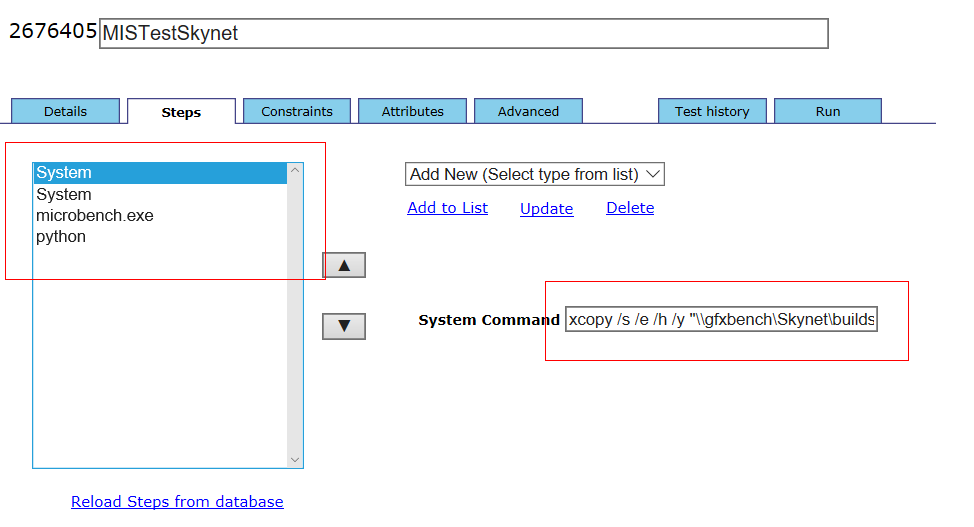 2676405 MISTestSkynet
Details Steps Constraints Attributes Advanced Test history Run
System
System
microbench.exe
python
Add New (Select type from list)
Add to List Update Delete
▲
▼
System Command xcopy /s /e /h /y "\\gfxbench\Skynet\builds
Reload Steps from database